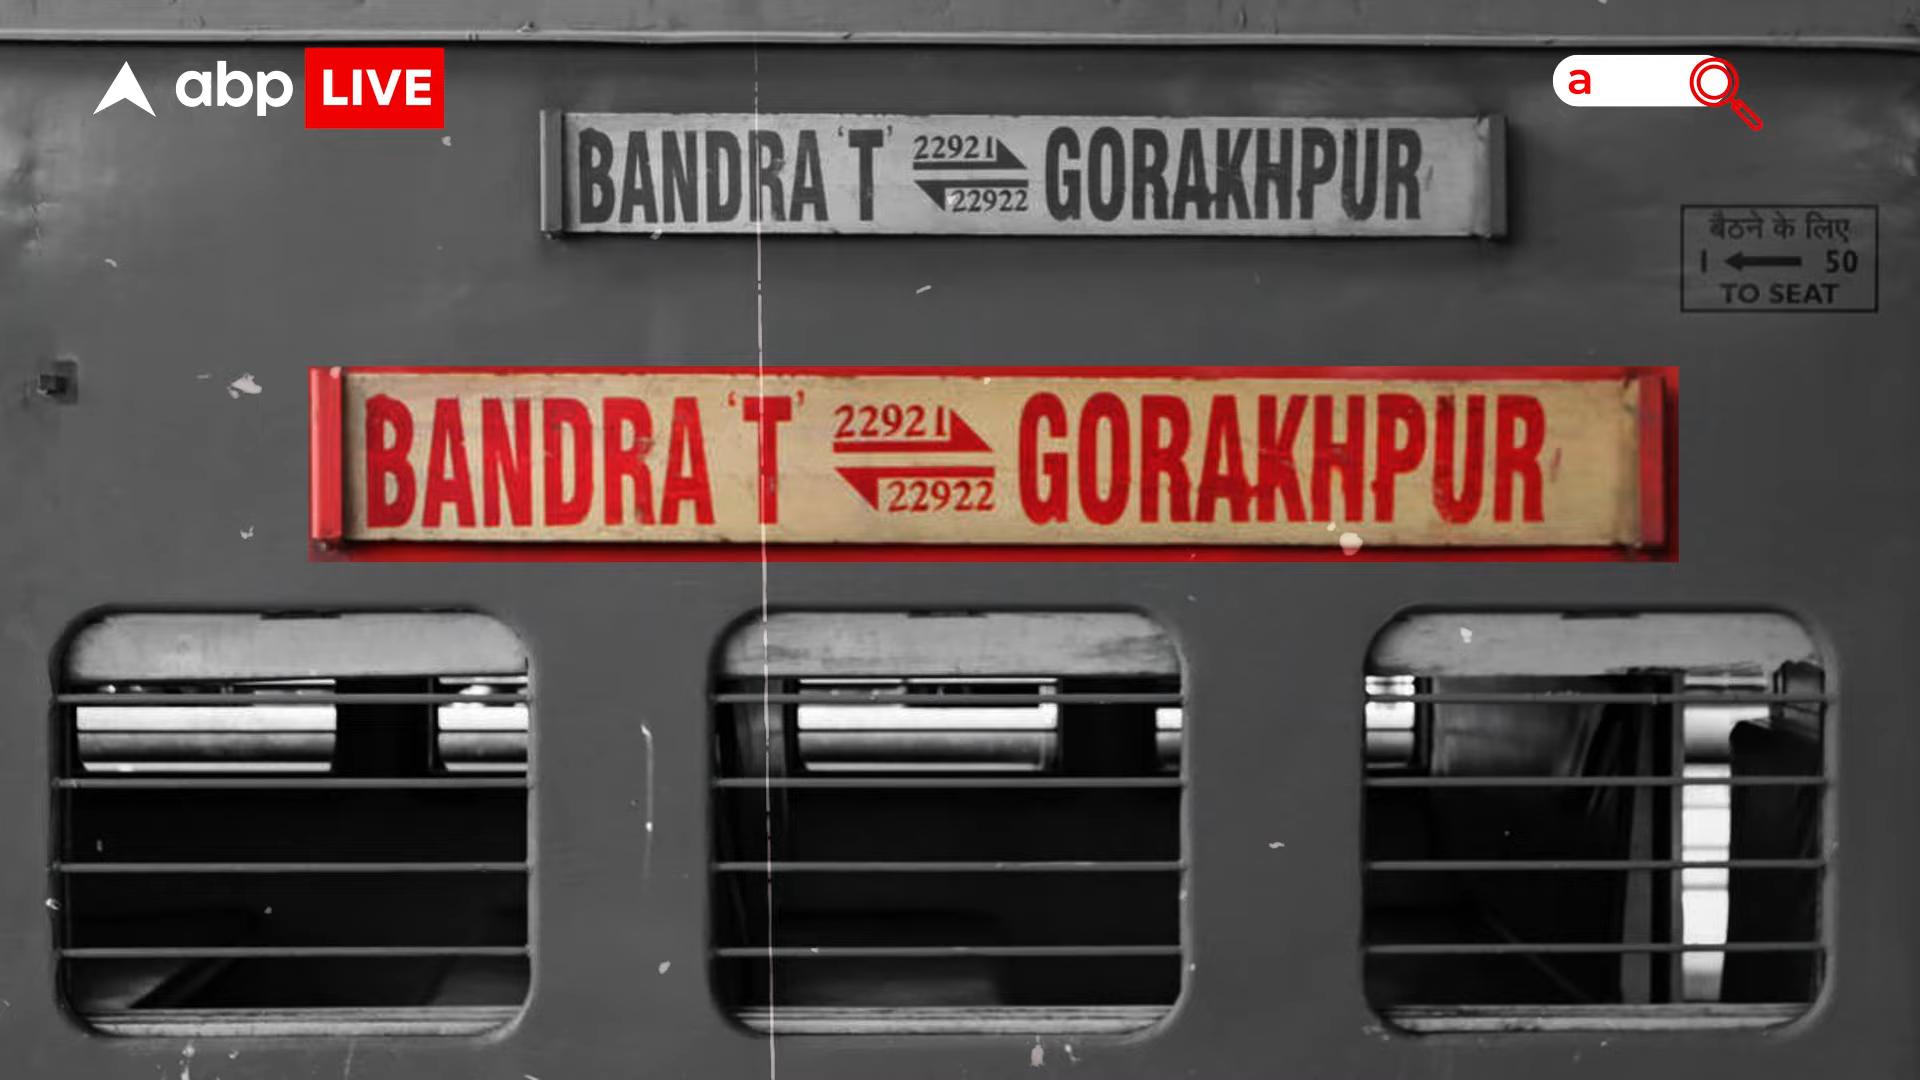 abp LIVE
a
BANDRA 'T' 22921 GORAKHPUR
22922
बैठने के लिए
1 50
TO SEAT
BANDRA 'T' 22921 GORAKHPUR
22922